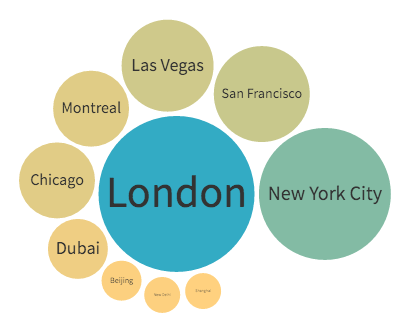 Las Vegas
San Francisco
Montreal
London
New York City
Chicago
Dubai
Beijing
New Delhi
Shanghai